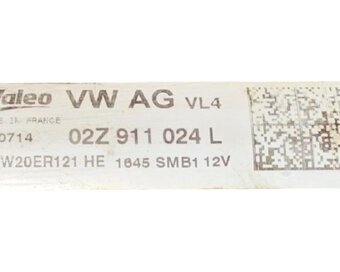 Valeo VW AG VL4
IN FRANCE
0714 02Z 911 024 L
W20ER121 HE 1645 SMB1 12V